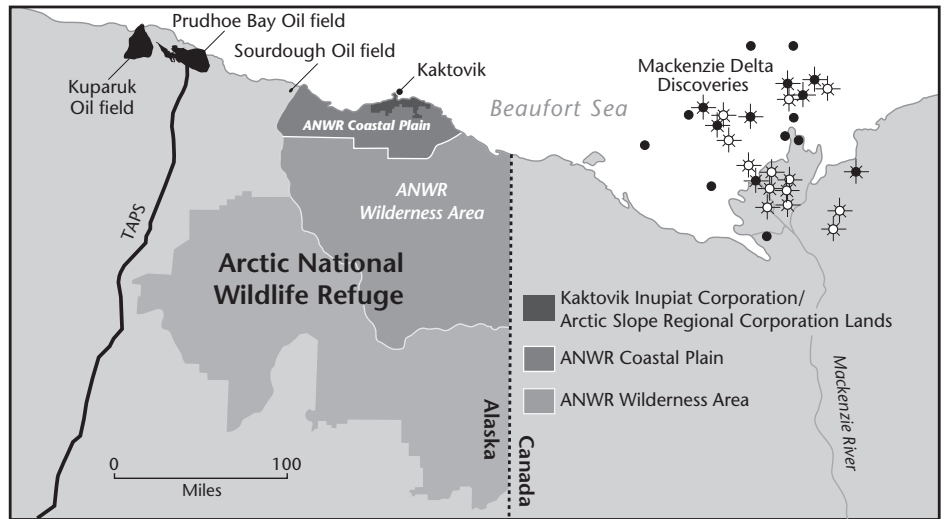 Prudhoe Bay Oil field
Sourdough Oil field
Kaktovik
Kuparuk
Oil field
Mackenzie Delta
Discoveries
Beaufort Sea
ANWR Coastal Plain
ANWR
Wilderness Area
TAPS
Arctic National
Wildlife Refuge
Kaktovik Inupiat Corporation/
Arctic Slope Regional Corporation Lands
ANWR Coastal Plain
ANWR Wilderness Area
Mackenzie River
Alaska
Canada
0 100
Miles